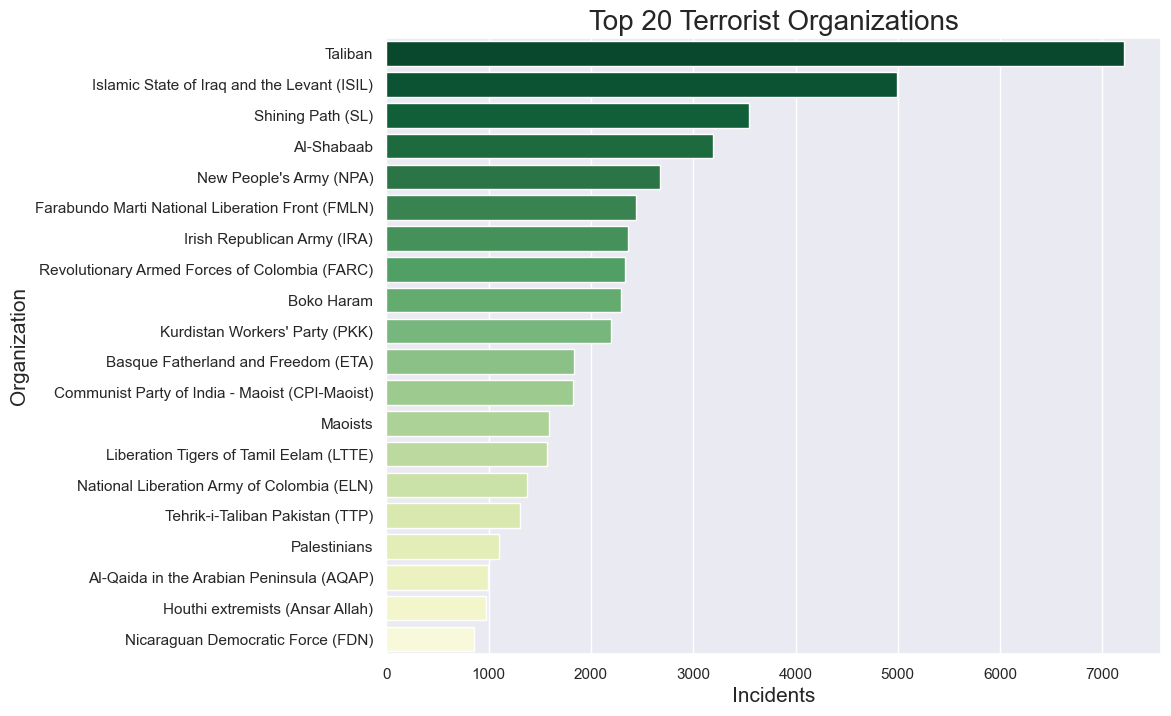 Top 20 Terrorist Organizations
Taliban
Islamic State of Iraq and the Levant (ISIL)
Shining Path (SL)
Al-Shabaab
New People's Army (NPA)
Farabundo Marti National Liberation Front (FMLN)
Irish Republican Army (IRA)
Revolutionary Armed Forces of Colombia (FARC)
Boko Haram
Kurdistan Workers' Party (PKK)
Basque Fatherland and Freedom (ETA)
Communist Party of India - Maoist (CPI-Maoist)
Maoists
Liberation Tigers of Tamil Eelam (LTTE)
National Liberation Army of Colombia (ELN)
Tehrik-i-Taliban Pakistan (TTP)
Palestinians
Al-Qaida in the Arabian Peninsula (AQAP)
Houthi extremists (Ansar Allah)
Nicaraguan Democratic Force (FDN)
Organization
0 1000 2000 3000 4000 5000 6000 7000
Incidents